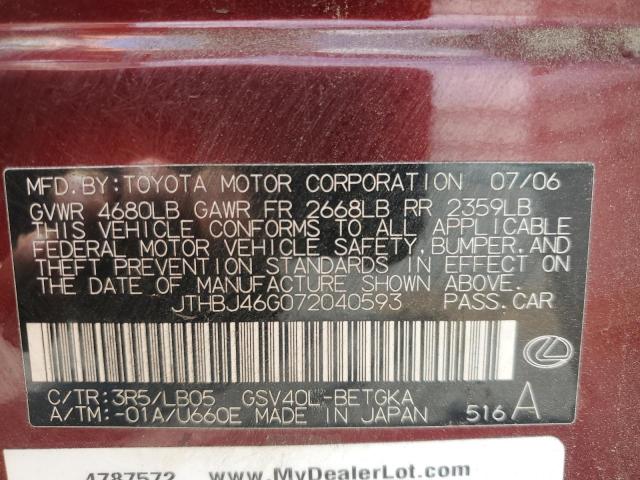 MFD.BY:TOYOTA MOTOR CORPORATION 07/06
GVWR 4680LB GAWR FR 2668LB RR 2359LB
THIS VEHICLE CONFORMS TO ALL APPLICABLE
FEDERAL MOTOR VEHICLE SAFETY,BUMPER,AND
THEFT PREVENTION STANDARDS IN EFFECT ON
THE DATE OF MANUFACTURE SHOWN ABOVE.
JTHBJ46G072040593 PASS.CAR
C/TR:3R5/LB05 GSV40L-BETGKA
A/TM:-01A/U660E MADE IN JAPAN 516A
4787572 www.MyDealerLot.com